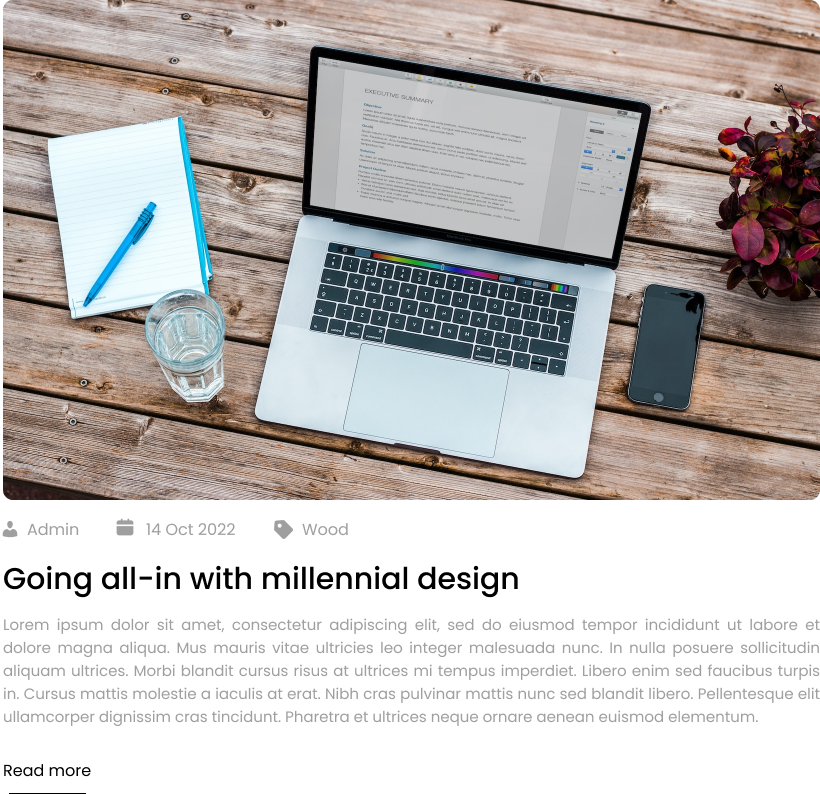 EXECUTIVE SUMMARY
Admin 14 Oct 2022 Wood
Going all-in with millennial design
Lorem ipsum dolor sit amet, consectetur adipiscing elit, sed do eiusmod tempor incididunt ut labore et
dolore magna aliqua. Mus mauris vitae ultricies leo integer malesuada nunc. In nulla posuere sollicitudin
aliquam ultrices. Morbi blandit cursus risus at ultrices mi tempus imperdiet. Libero enim sed faucibus turpis
in. Cursus mattis molestie a iaculis at erat. Nibh cras pulvinar mattis nunc sed blandit libero. Pellentesque elit
ullamcorper dignissim cras tincidunt. Pharetra et ultrices neque ornare aenean euismod elementum.
Read more